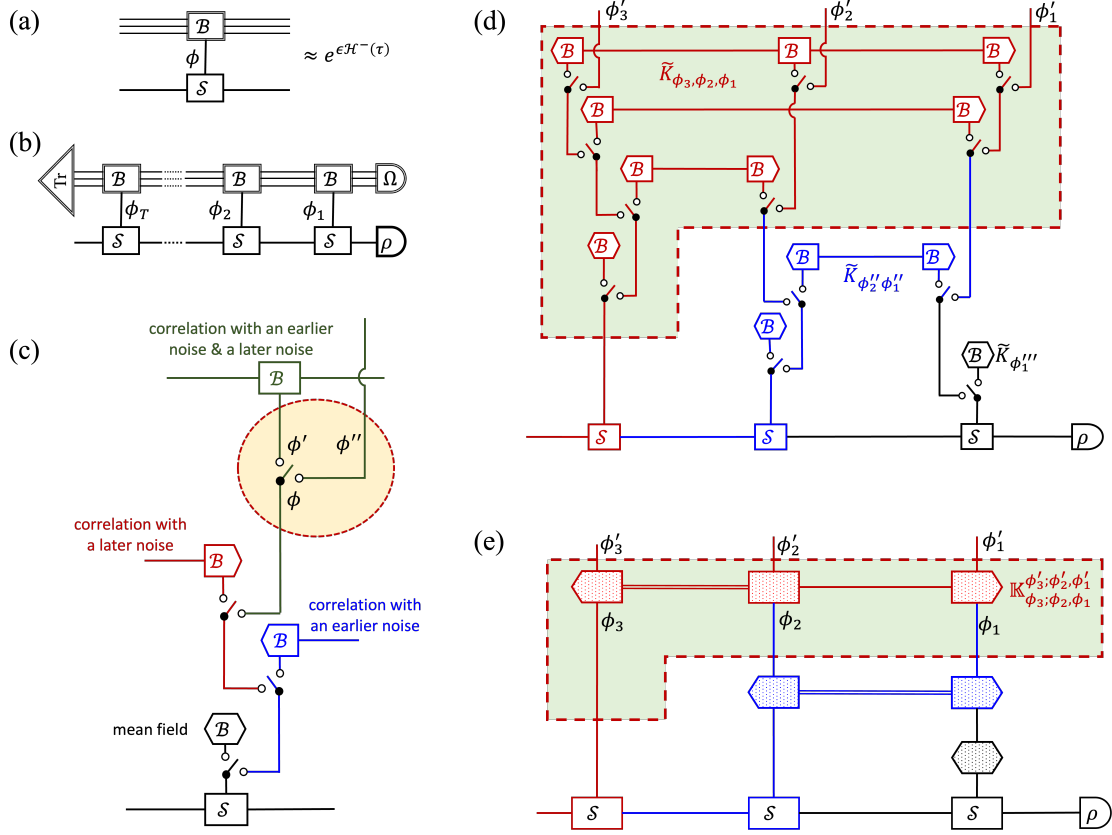 (a)
ℬ
ϕ
≈ e^{ϵℋ⁻(τ)}
𝒮
(b)
Tr ℬ ℬ ℬ Ω
ϕ_T ϕ_2 ϕ_1
𝒮 𝒮 𝒮 ρ
(c)
correlation with an earlier
noise & a later noise
ℬ
ϕ′ ϕ′′
ϕ
correlation with
a later noise
ℬ
correlation with
an earlier noise
ℬ
mean field
ℬ
𝒮
(d)
ϕ′_3 ϕ′_2 ϕ′_1
ℬ ℬ ℬ
K̃_{ϕ_3,ϕ_2,ϕ_1}
ℬ ℬ
ℬ ℬ
ℬ
ℬ ℬ
K̃_{ϕ′′_2ϕ′′_1}
ℬ
ℬ K̃_{ϕ′′′_1}
𝒮 𝒮 𝒮 ρ
(e)
ϕ′_3 ϕ′_2 ϕ′_1
𝕂^{ϕ′_3;ϕ′_2,ϕ′_1}_{ϕ_3;ϕ_2,ϕ_1}
ϕ_3 ϕ_2 ϕ_1
𝒮 𝒮 𝒮 ρ